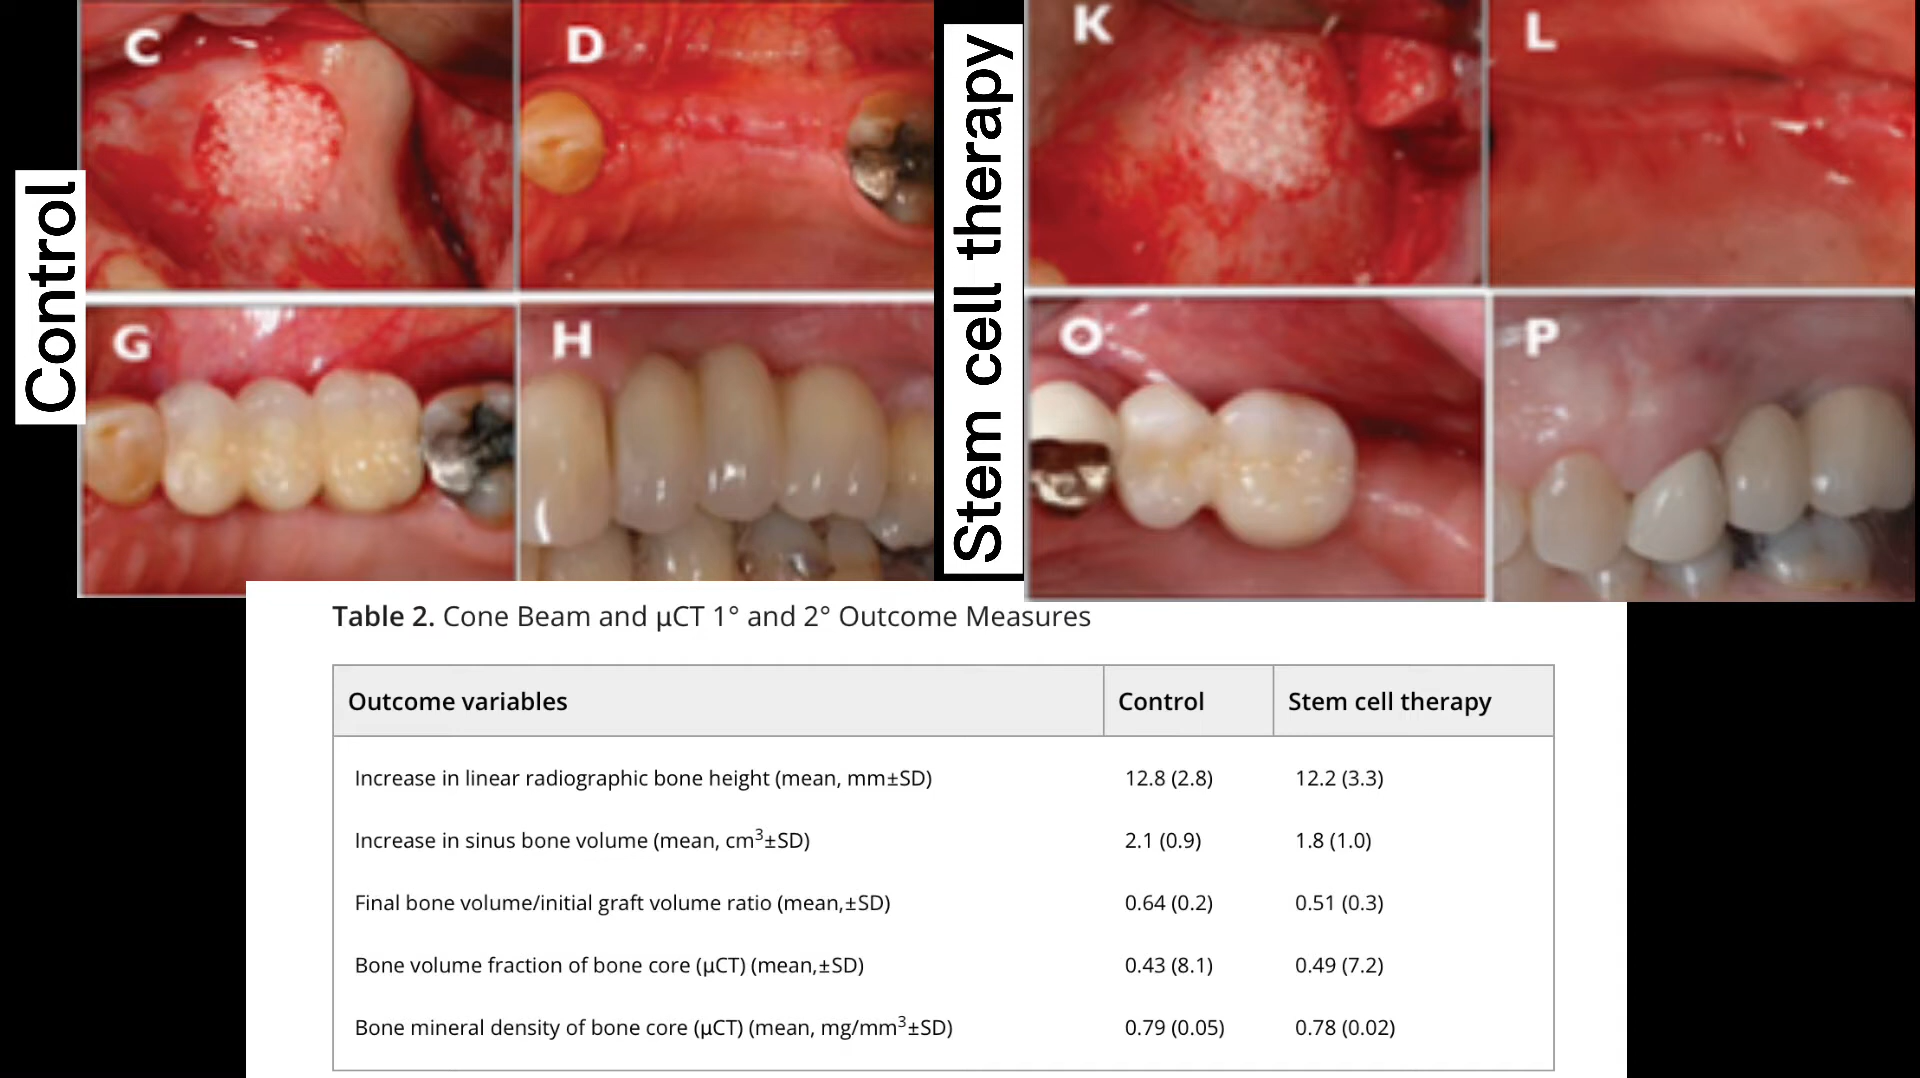 Control
C
D
G
H
Stem cell therapy
K
L
O
P
Table 2. Cone Beam and μCT 1° and 2° Outcome Measures
Outcome variables Control Stem cell therapy
Increase in linear radiographic bone height (mean, mm±SD) 12.8 (2.8) 12.2 (3.3)
Increase in sinus bone volume (mean, cm³±SD) 2.1 (0.9) 1.8 (1.0)
Final bone volume/initial graft volume ratio (mean,±SD) 0.64 (0.2) 0.51 (0.3)
Bone volume fraction of bone core (μCT) (mean,±SD) 0.43 (8.1) 0.49 (7.2)
Bone mineral density of bone core (μCT) (mean, mg/mm³±SD) 0.79 (0.05) 0.78 (0.02)